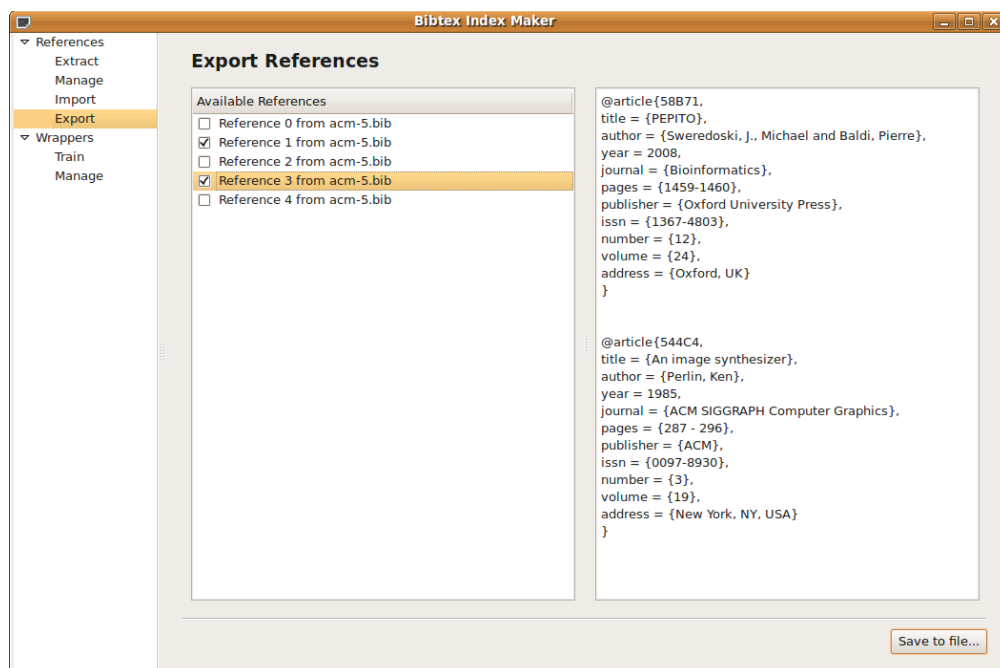 Bibtex Index Maker
References
Extract
Manage
Import
Export
Wrappers
Train
Manage
Export References
Available References
Reference 0 from acm-5.bib
Reference 1 from acm-5.bib
Reference 2 from acm-5.bib
Reference 3 from acm-5.bib
Reference 4 from acm-5.bib
@article{58B71,
title = {PEPITO},
author = {Sweredoski, J., Michael and Baldi, Pierre},
year = 2008,
journal = {Bioinformatics},
pages = {1459-1460},
publisher = {Oxford University Press},
issn = {1367-4803},
number = {12},
volume = {24},
address = {Oxford, UK}
}
@article{544C4,
title = {An image synthesizer},
author = {Perlin, Ken},
year = 1985,
journal = {ACM SIGGRAPH Computer Graphics},
pages = {287 - 296},
publisher = {ACM},
issn = {0097-8930},
number = {3},
volume = {19},
address = {New York, NY, USA}
}
Save to file...